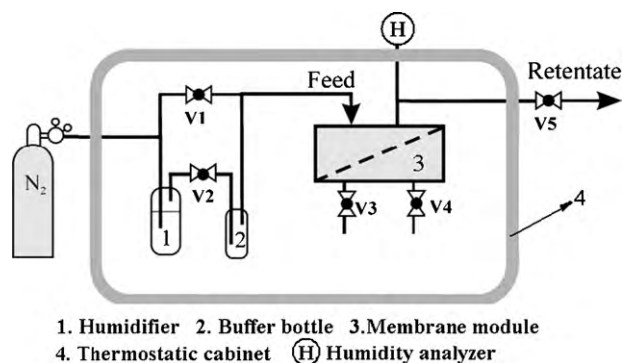 H
Feed
Retentate
V1
V5
N2
V2
3
1
2
V3
V4
4
1. Humidifier 2. Buffer bottle 3.Membrane module
4. Thermostatic cabinet H Humidity analyzer